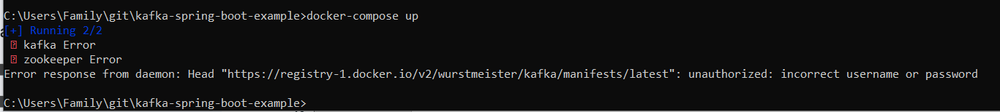 C:\Users\Family\git\kafka-spring-boot-example>docker-compose up
[+] Running 2/2
kafka Error
zookeeper Error
Error response from daemon: Head "https://registry-1.docker.io/v2/wurstmeister/kafka/manifests/latest": unauthorized: incorrect username or password
C:\Users\Family\git\kafka-spring-boot-example>